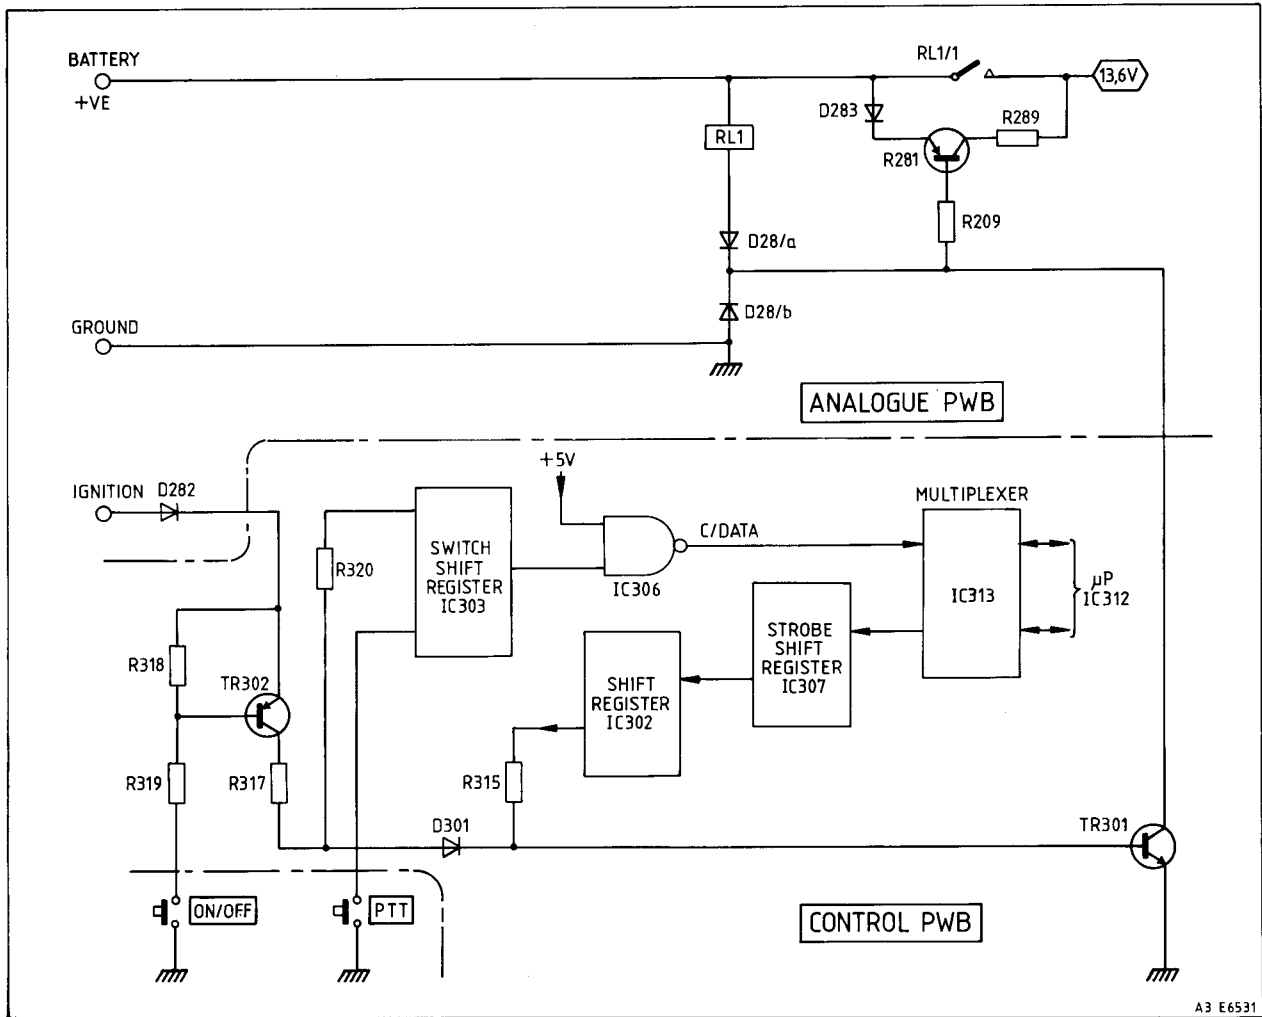 BATTERY
+VE
RL1/1
13,6V
D283
R289
RL1
R281
R209
D28/a
D28/b
GROUND
ANALOGUE PWB
+5V
IGNITION
D282
MULTIPLEXER
C/DATA
SWITCH
SHIFT
REGISTER
IC303
R320
IC306
IC313
µP
IC312
STROBE
SHIFT
REGISTER
IC307
R318
TR302
SHIFT
REGISTER
IC302
R319
R317
R315
D301
TR301
ON/OFF
PTT
CONTROL PWB
A3 E6531